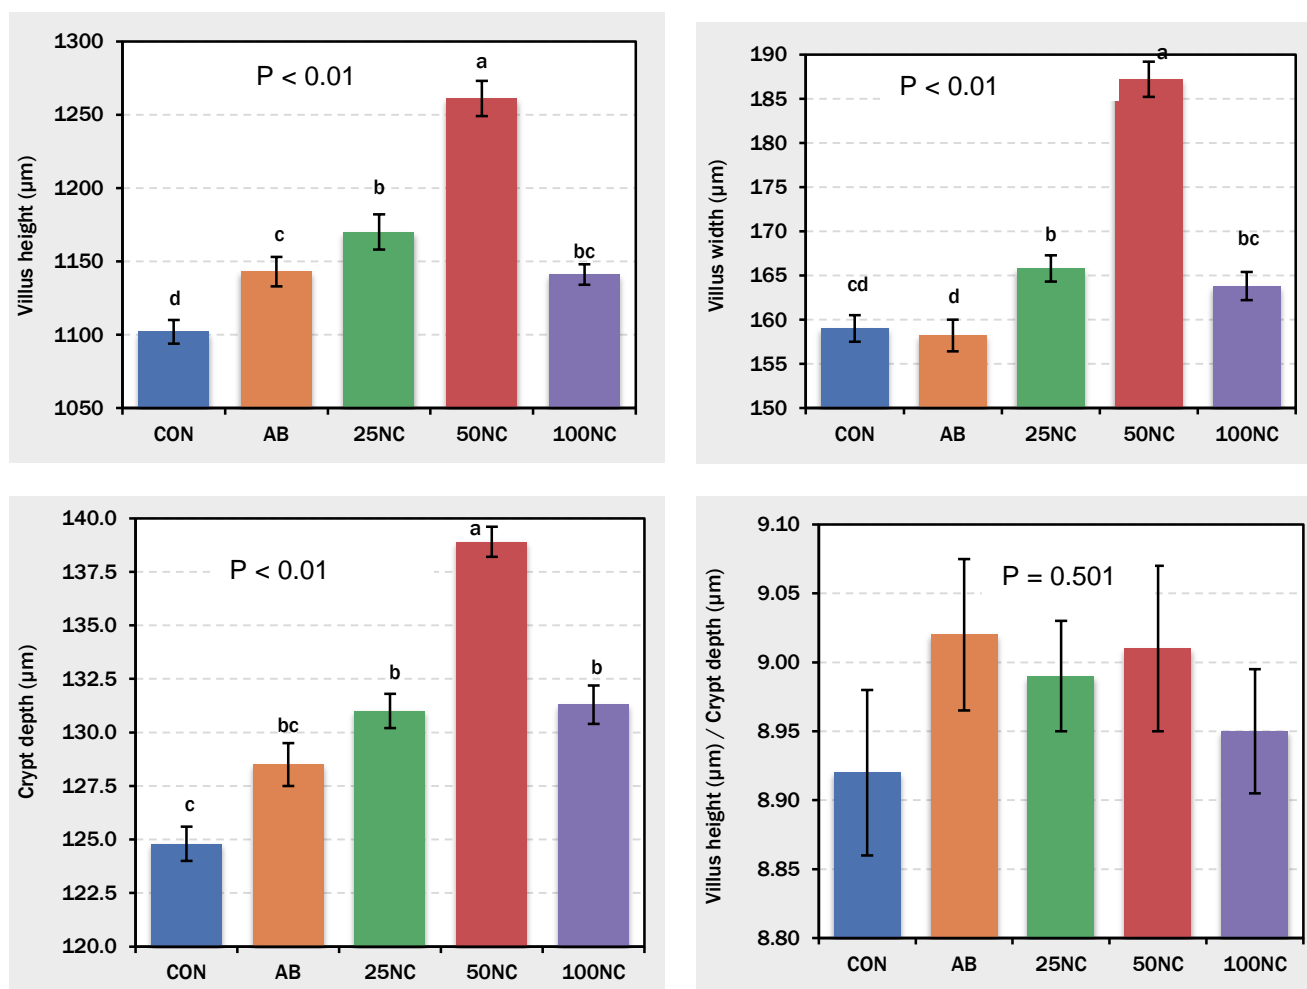 1300
1250
1200
1150
1100
1050
Villus height (µm)
P < 0.01
d
c
b
a
bc
CON AB 25NC 50NC 100NC
190
185
180
175
170
165
160
155
150
Villus width (µm)
P < 0.01
cd
d
b
a
bc
CON AB 25NC 50NC 100NC
140.0
137.5
135.0
132.5
130.0
127.5
125.0
122.5
120.0
Crypt depth (µm)
P < 0.01
c
bc
b
a
b
CON AB 25NC 50NC 100NC
9.10
9.05
9.00
8.95
8.90
8.85
8.80
Villus height (µm) / Crypt depth (µm)
P = 0.501
CON AB 25NC 50NC 100NC